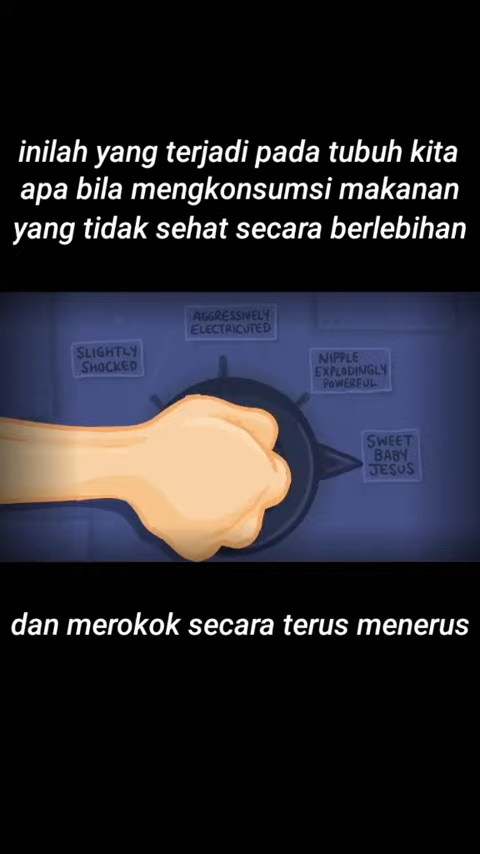 inilah yang terjadi pada tubuh kita
apa bila mengkonsumsi makanan
yang tidak sehat secara berlebihan
AGGRESSIVELY
ELECTRICUTED
SLIGHTLY
SHOCKED
NIPPLE
EXPLODINGLY
POWERFUL
SWEET
BABY
JESUS
dan merokok secara terus menerus